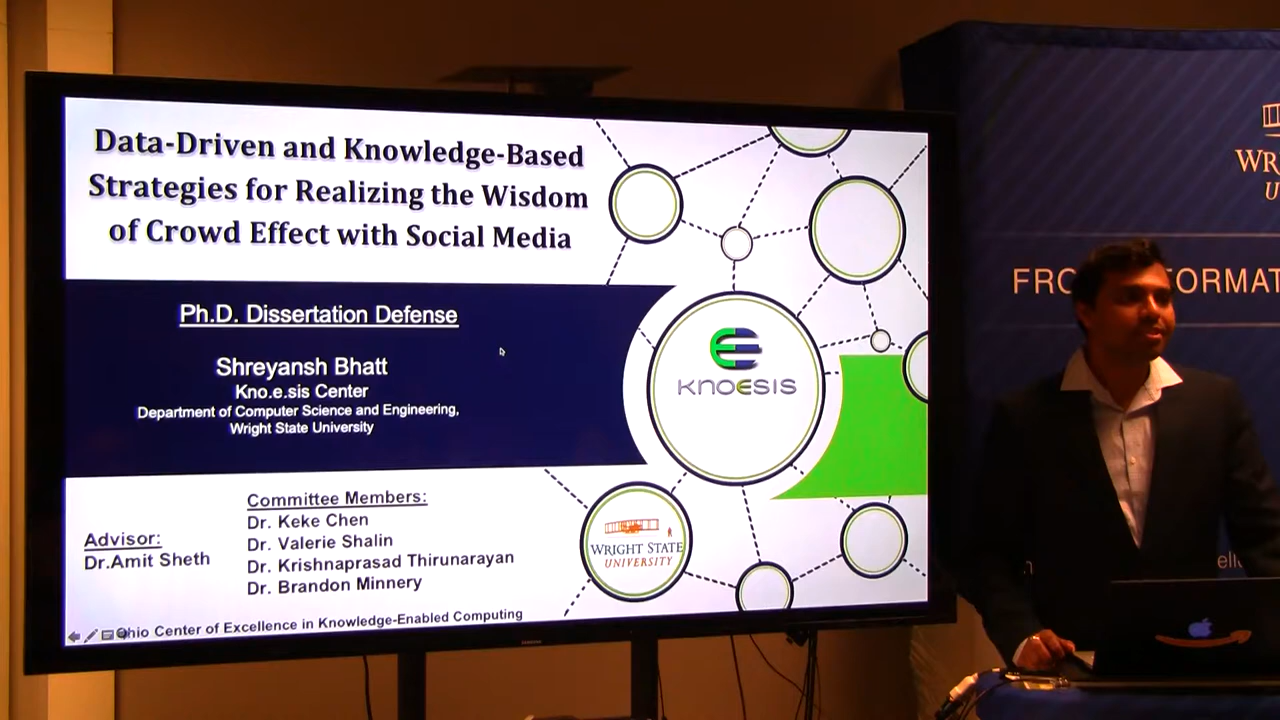 Data-Driven and Knowledge-Based
Strategies for Realizing the Wisdom
of Crowd Effect with Social Media
Ph.D. Dissertation Defense
Shreyansh Bhatt
Kno.e.sis Center
Department of Computer Science and Engineering,
Wright State University
KNOESIS
Advisor:
Dr.Amit Sheth
Committee Members:
Dr. Keke Chen
Dr. Valerie Shalin
Dr. Krishnaprasad Thirunarayan
Dr. Brandon Minnery
WRIGHT STATE
UNIVERSITY
Ohio Center of Excellence in Knowledge-Enabled Computing
WR
U